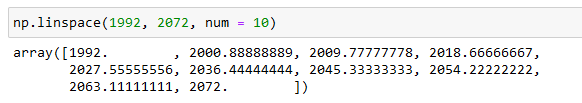 np.linspace(1992, 2072, num = 10)
array([1992.        , 2000.88888889, 2009.77777778, 2018.66666667,
       2027.55555556, 2036.44444444, 2045.33333333, 2054.22222222,
       2063.11111111, 2072.        ])